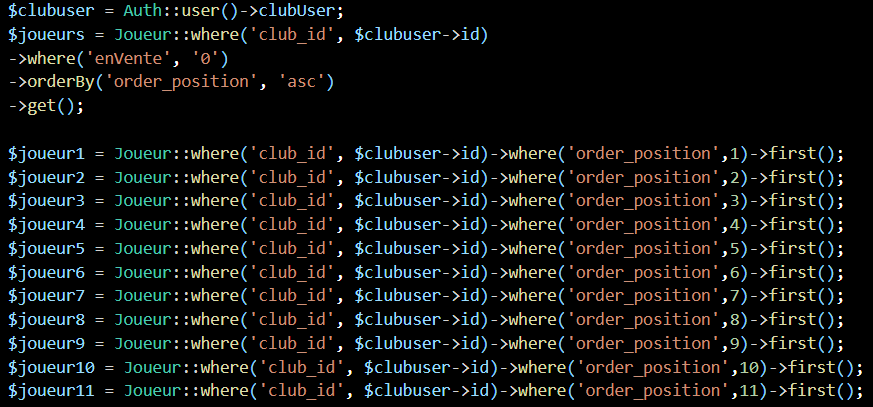 $clubuser = Auth::user()->clubUser;
$joueurs = Joueur::where('club_id', $clubuser->id)
->where('enVente', '0')
->orderBy('order_position', 'asc')
->get();

$joueur1 = Joueur::where('club_id', $clubuser->id)->where('order_position',1)->first();
$joueur2 = Joueur::where('club_id', $clubuser->id)->where('order_position',2)->first();
$joueur3 = Joueur::where('club_id', $clubuser->id)->where('order_position',3)->first();
$joueur4 = Joueur::where('club_id', $clubuser->id)->where('order_position',4)->first();
$joueur5 = Joueur::where('club_id', $clubuser->id)->where('order_position',5)->first();
$joueur6 = Joueur::where('club_id', $clubuser->id)->where('order_position',6)->first();
$joueur7 = Joueur::where('club_id', $clubuser->id)->where('order_position',7)->first();
$joueur8 = Joueur::where('club_id', $clubuser->id)->where('order_position',8)->first();
$joueur9 = Joueur::where('club_id', $clubuser->id)->where('order_position',9)->first();
$joueur10 = Joueur::where('club_id', $clubuser->id)->where('order_position',10)->first();
$joueur11 = Joueur::where('club_id', $clubuser->id)->where('order_position',11)->first();